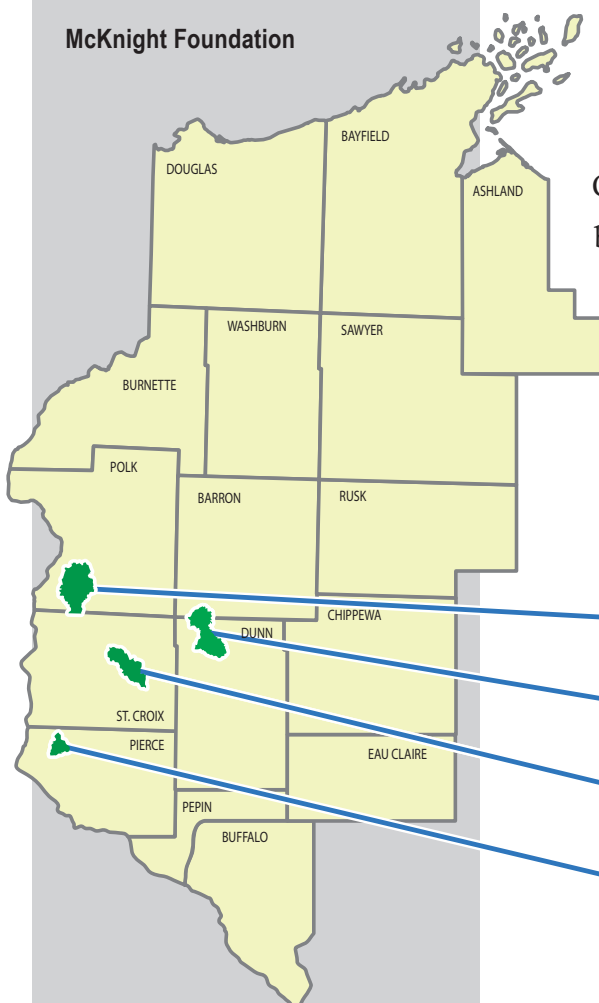 McKnight Foundation
BAYFIELD
DOUGLAS
ASHLAND
WASHBURN
SAWYER
BURNETTE
POLK
BARRON
RUSK
CHIPPEWA
DUNN
ST. CROIX
PIERCE
EAU CLAIRE
PEPIN
BUFFALO